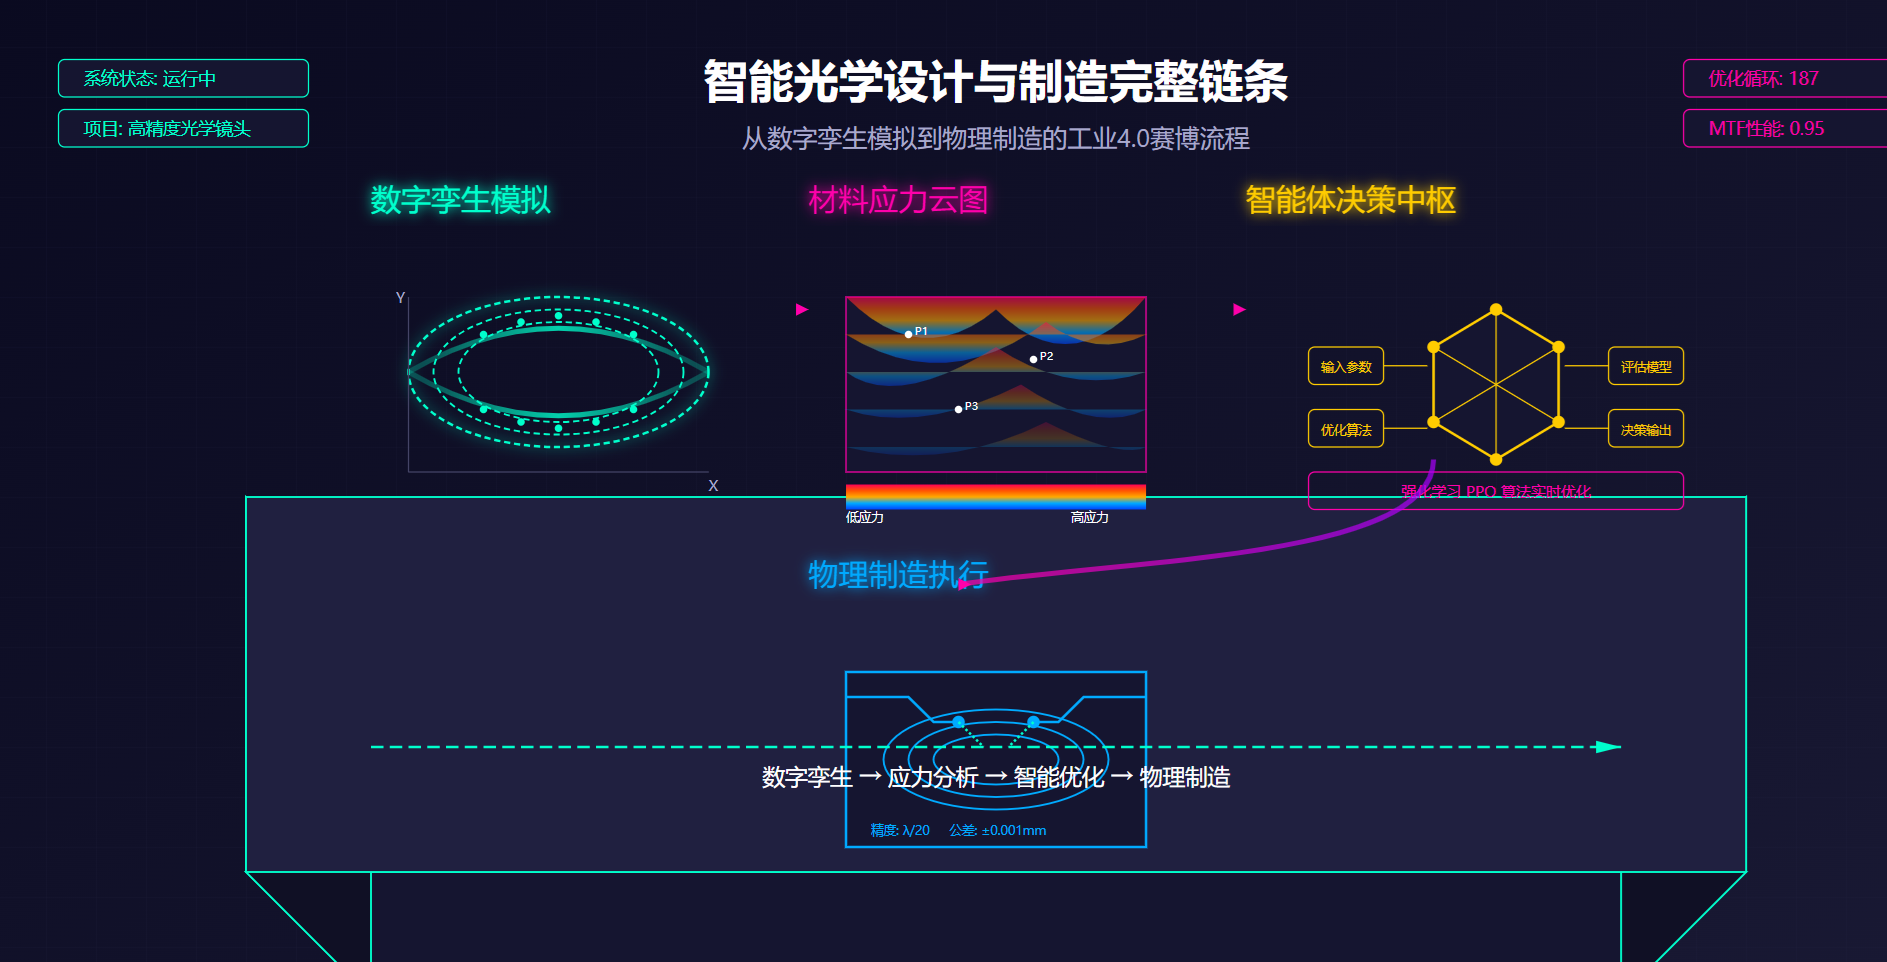 系统状态: 运行中
项目: 高精度光学镜头
智能光学设计与制造完整链条
从数字孪生模拟到物理制造的工业4.0赛博流程
优化循环: 187
MTF性能: 0.95
数字孪生模拟
材料应力云图
智能体决策中枢
Y
X
P1
P2
P3
低应力
高应力
输入参数
评估模型
优化算法
决策输出
强化学习 PPO 算法实时优化
物理制造执行
数字孪生 → 应力分析 → 智能优化 → 物理制造
精度: λ/20 公差: ±0.001mm